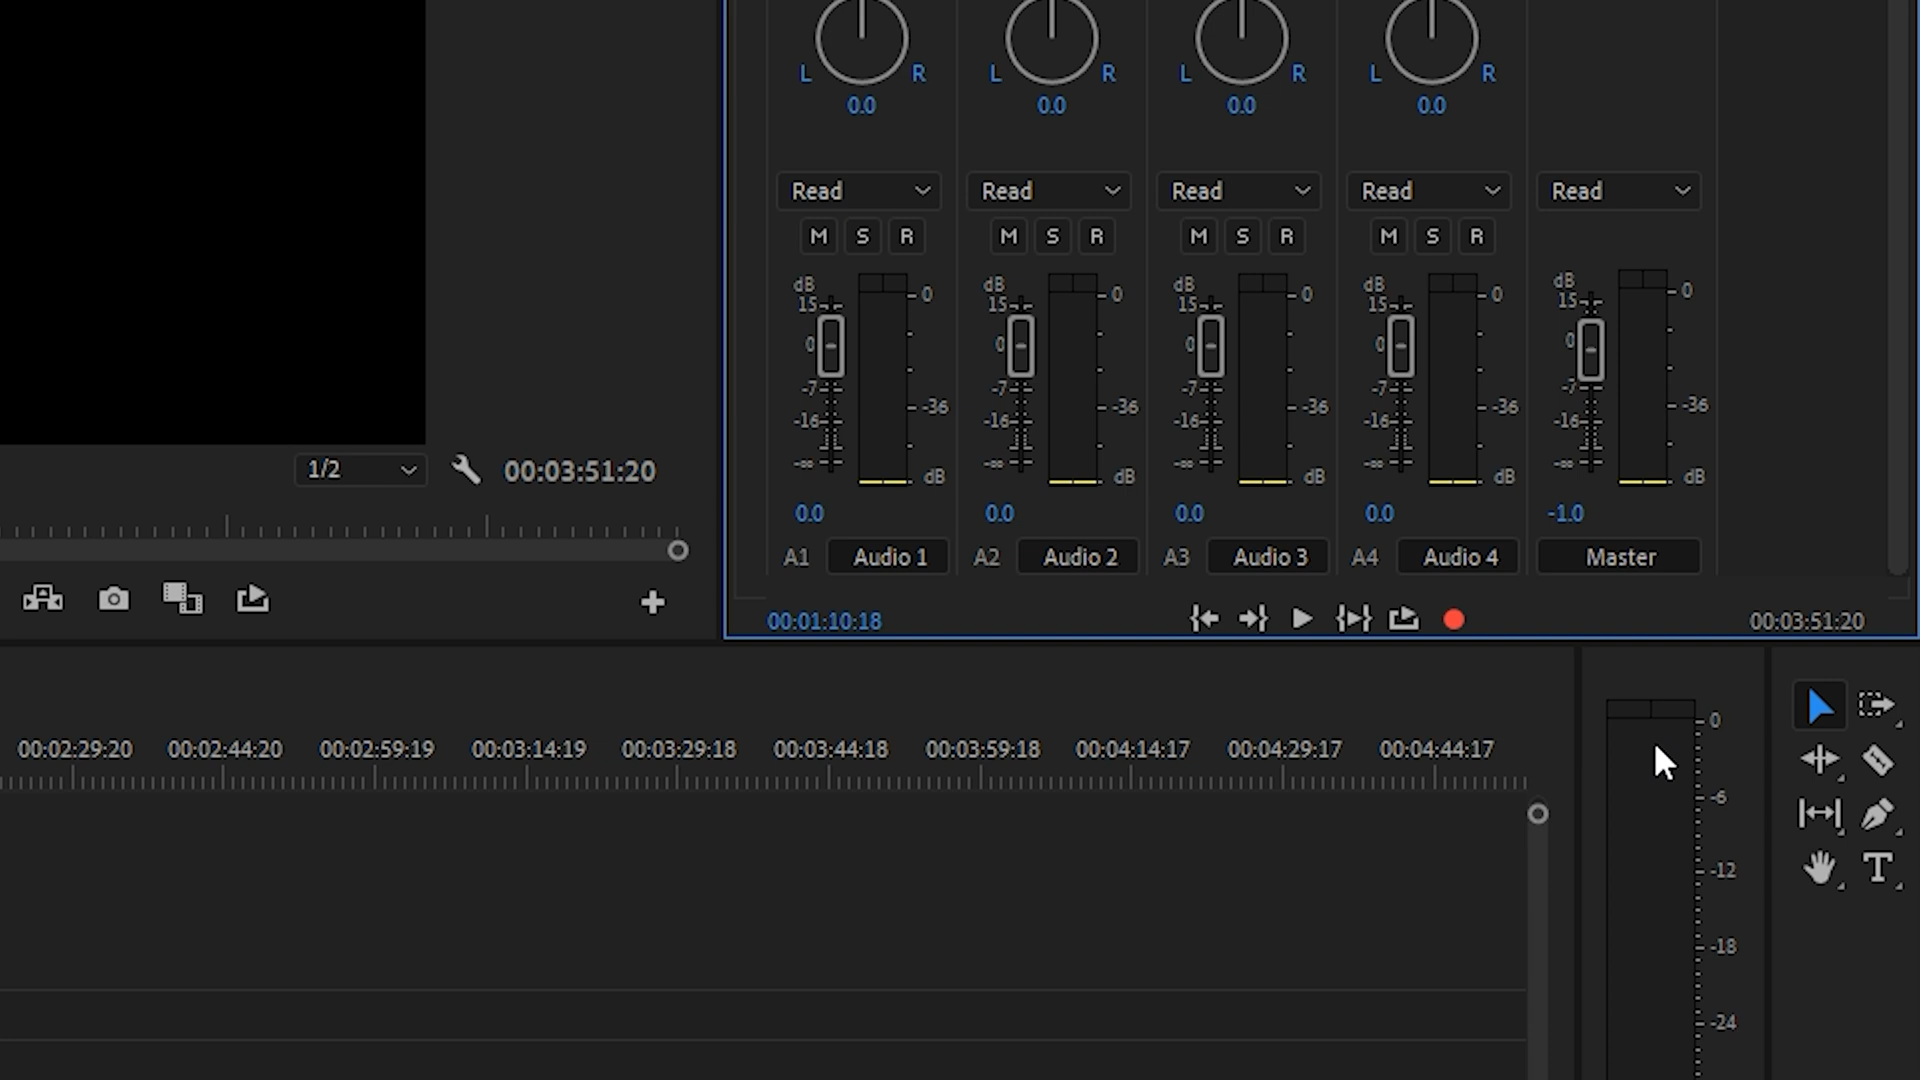 L R L R L R L R
0.0 0.0 0.0 0.0
Read Read Read Read Read
M S R M S R M S R M S R
dB dB dB dB dB
15 0 15 0 15 0 15 0 15 0
0 0 0 0 0
-7 -7 -7 -7 -7
-36 -36 -36 -36 -36
-16 -16 -16 -16 -16
-∞ -∞ -∞ -∞ -∞
dB dB dB dB dB
1/2 00:03:51:20
0.0 0.0 0.0 0.0 -1.0
A1 Audio 1 A2 Audio 2 A3 Audio 3 A4 Audio 4 Master
00:01:10:18 00:03:51:20
00:02:29:20 00:02:44:20 00:02:59:19 00:03:14:19 00:03:29:18 00:03:44:18 00:03:59:18 00:04:14:17 00:04:29:17 00:04:44:17
0
-6
-12
-18
-24